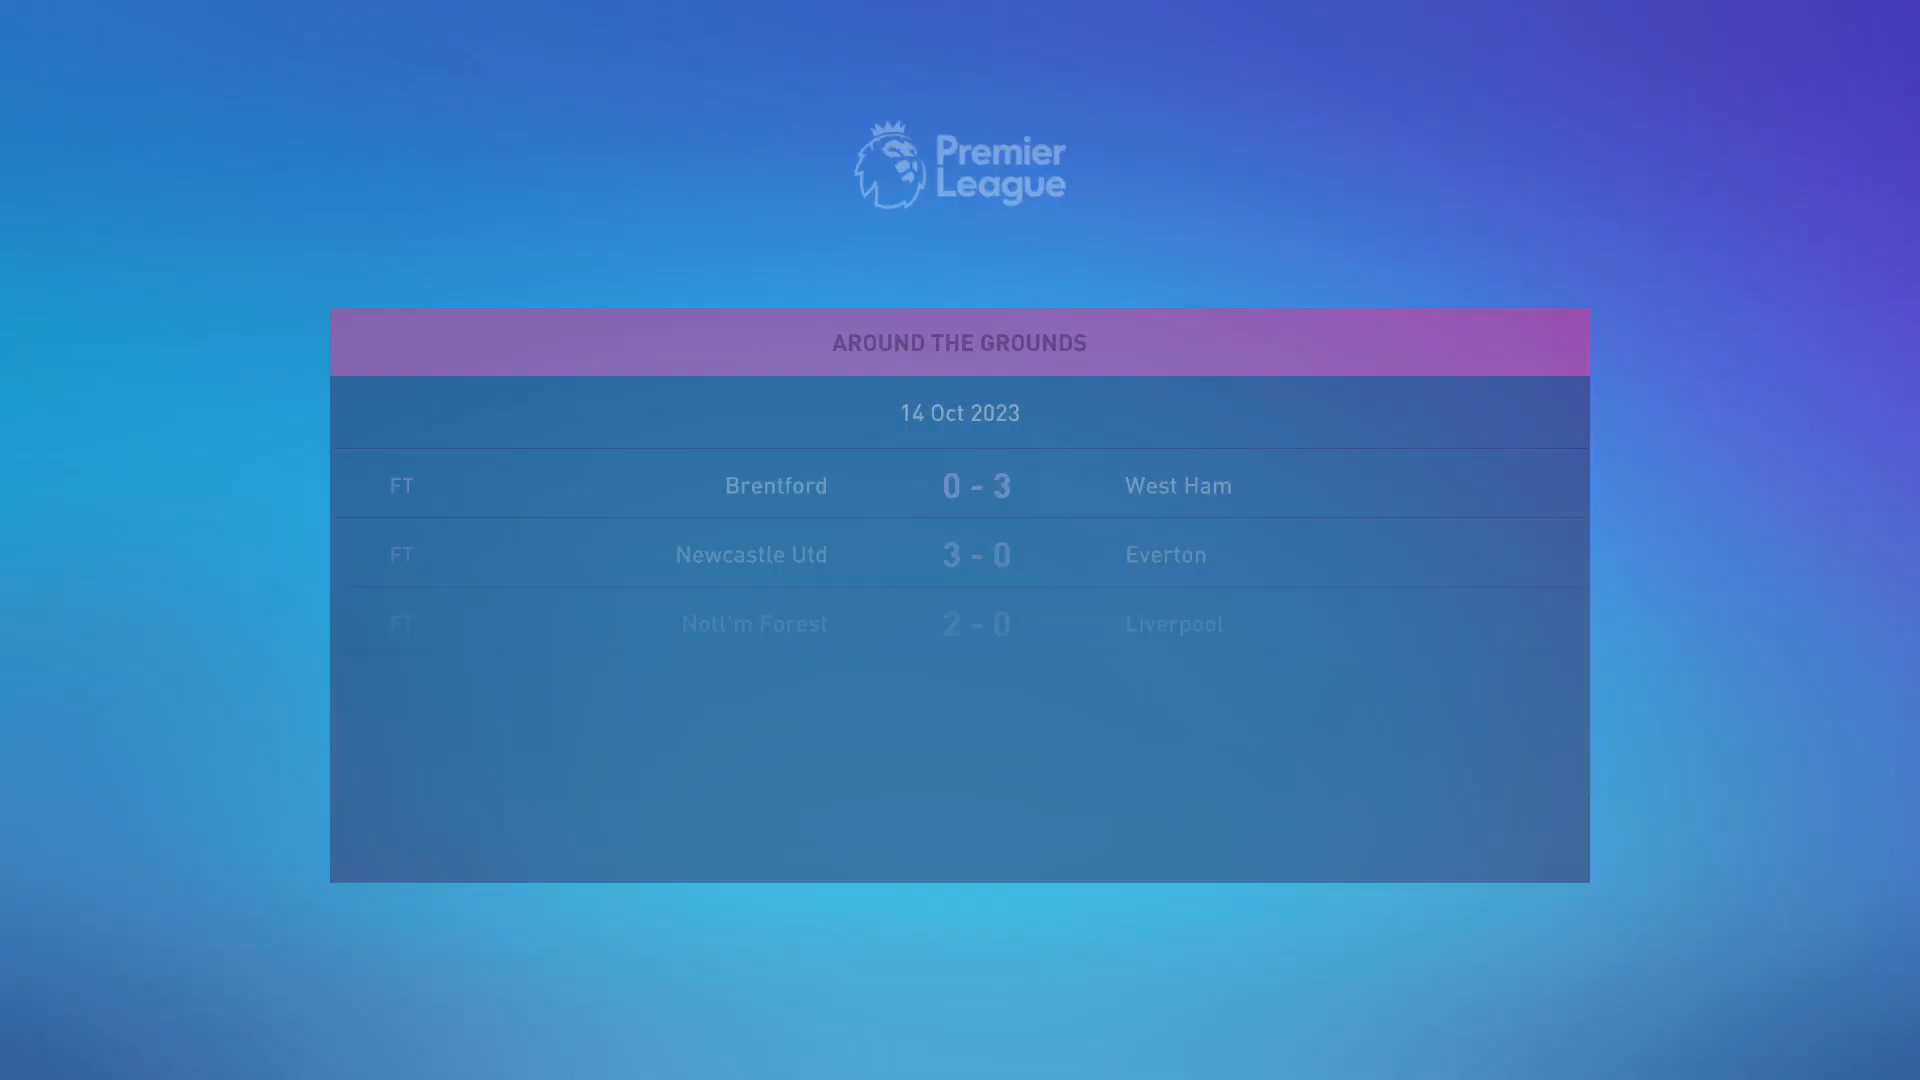 Premier
League
AROUND THE GROUNDS
14 Oct 2023
FT Brentford 0 - 3 West Ham
FT Newcastle Utd 3 - 0 Everton
FT Nott'm Forest 2 - 0 Liverpool